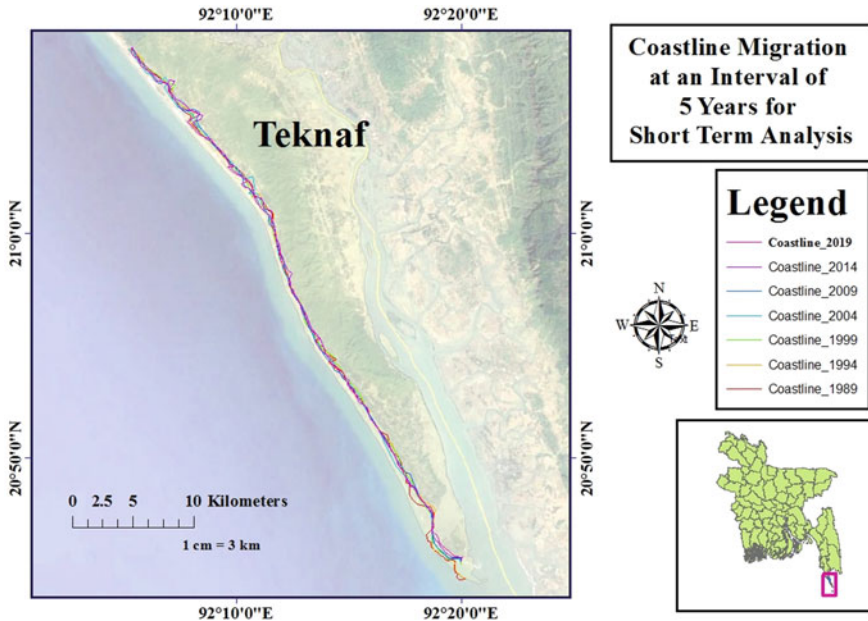 92°10'0"E 92°20'0"E
Coastline Migration
at an Interval of
5 Years for
Short Term Analysis
Teknaf
21°0'0"N
21°0'0"N
Legend
Coastline_2019
Coastline_2014
Coastline_2009
Coastline_2004
Coastline_1999
Coastline_1994
Coastline_1989
N
W E
S
20°50'0"N
20°50'0"N
0 2.5 5 10 Kilometers
1 cm = 3 km
92°10'0"E 92°20'0"E